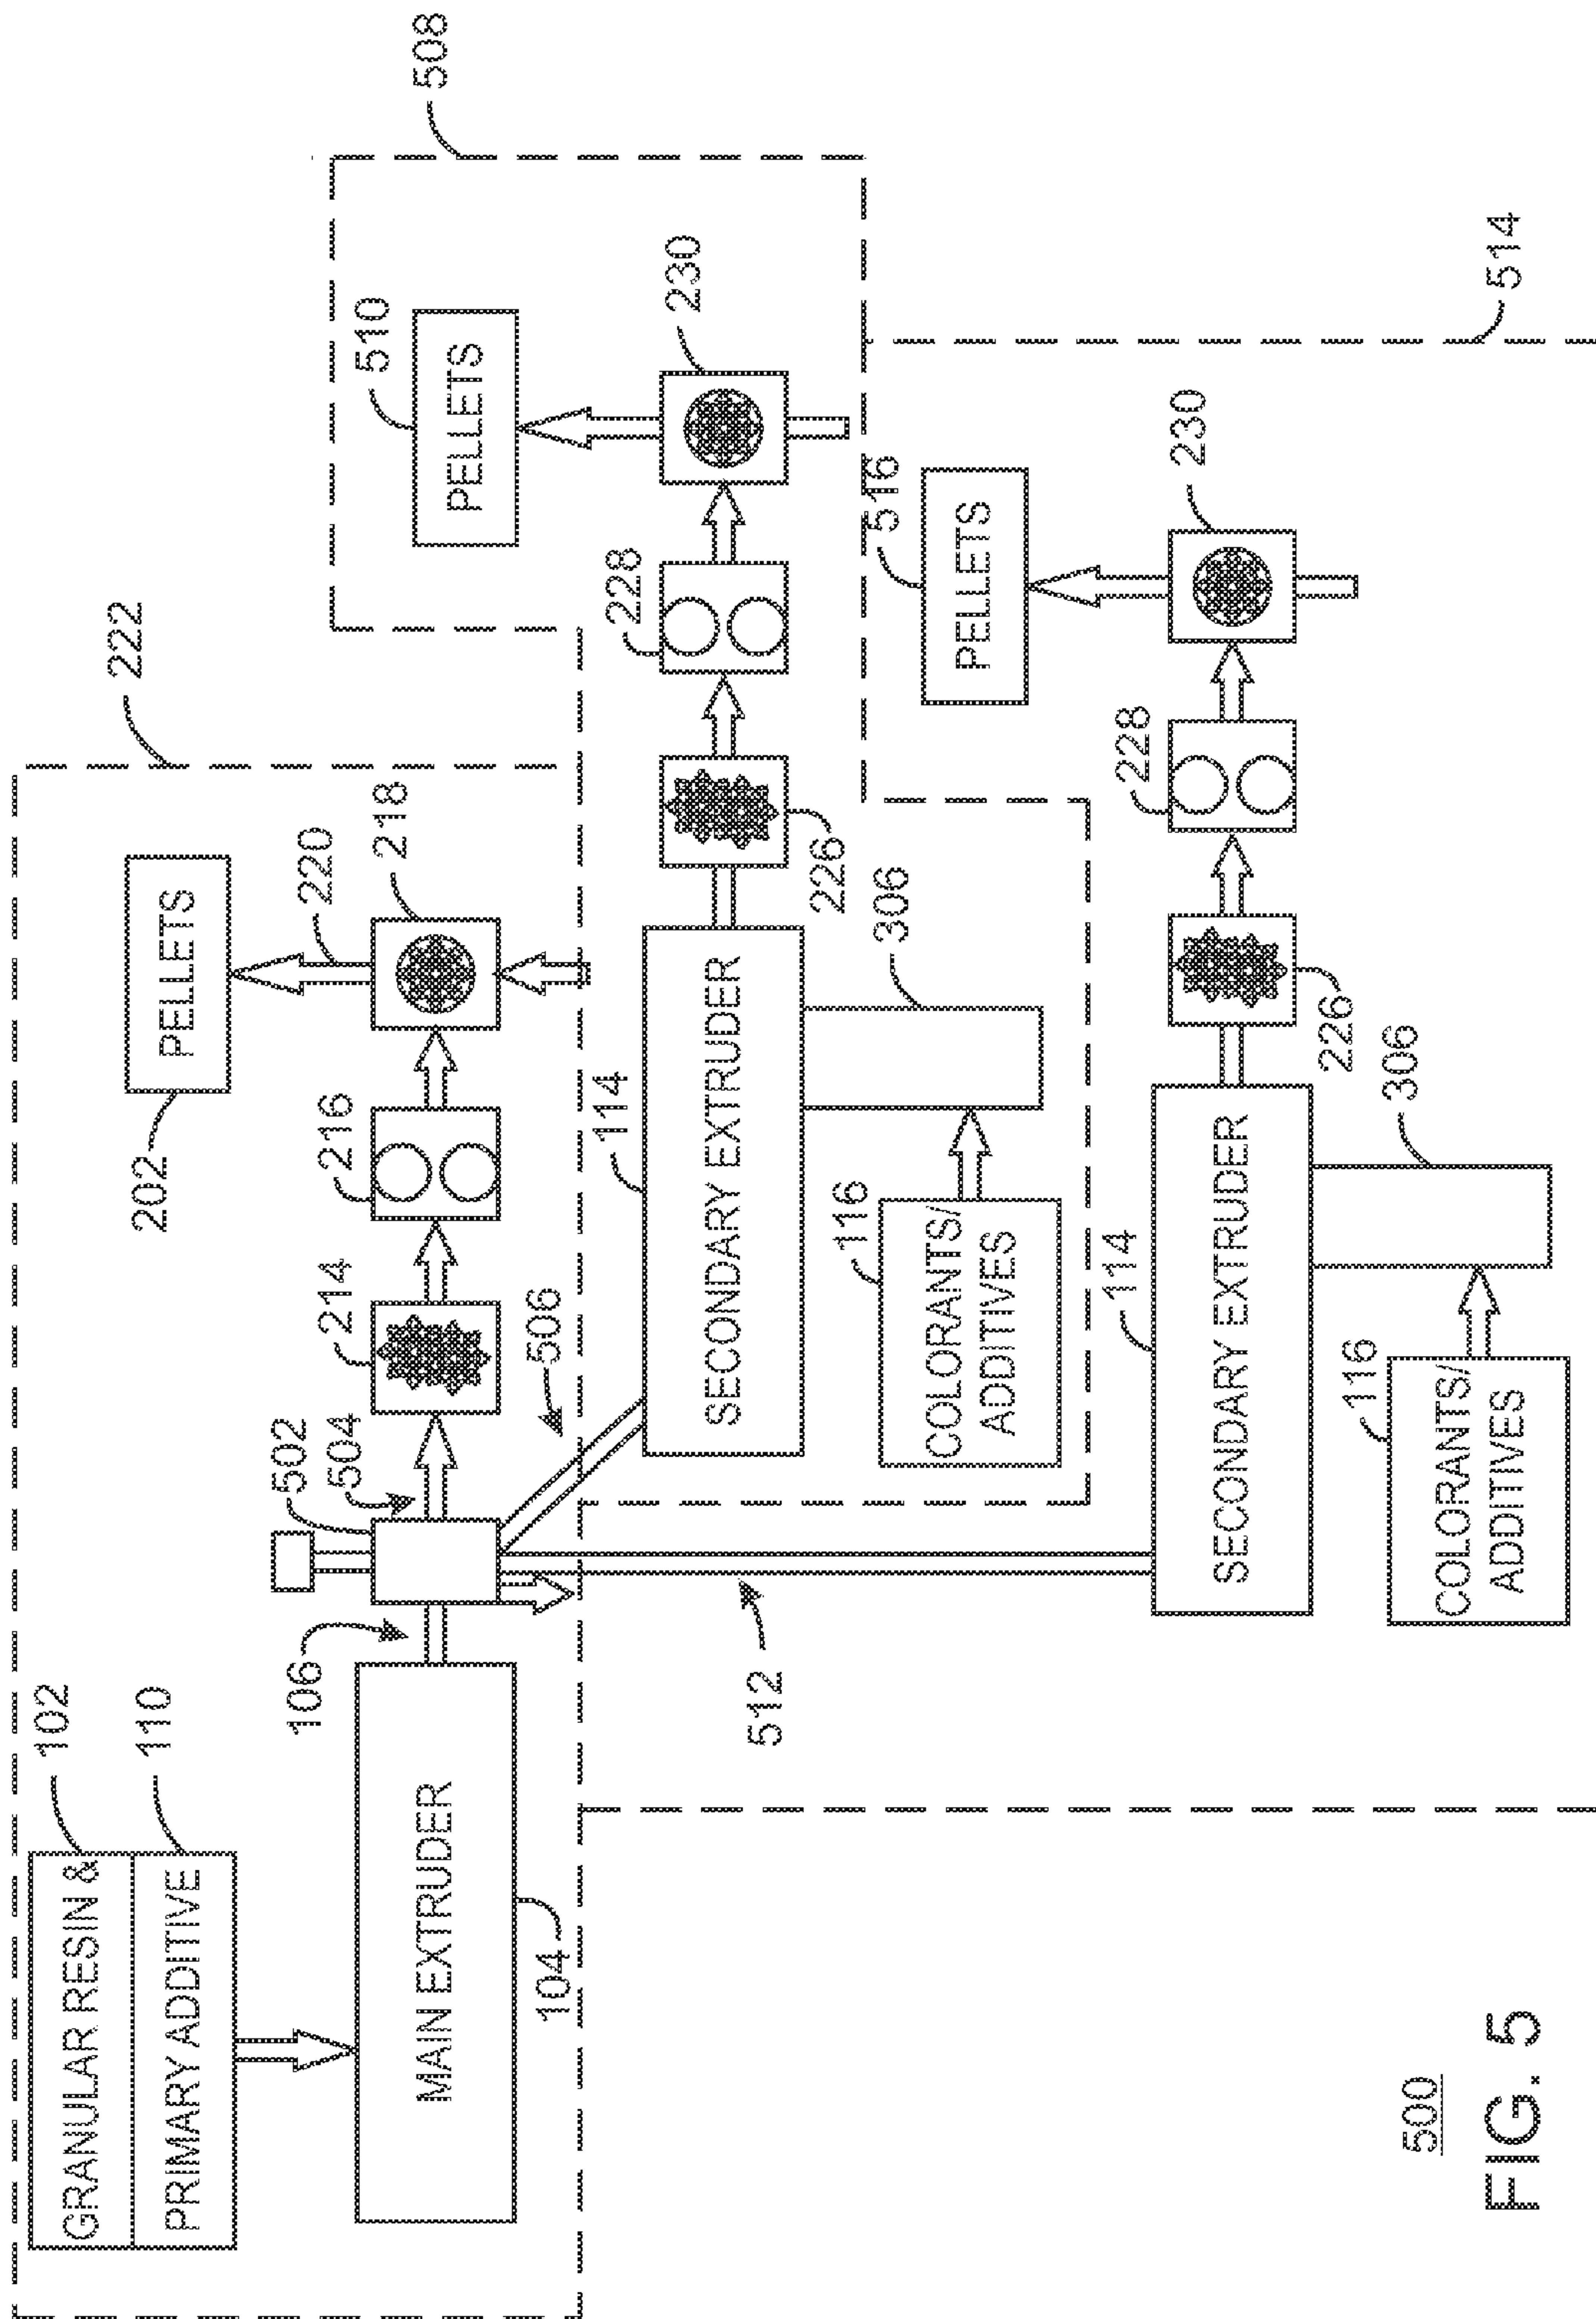 GRANULAR RESIN &
PRIMARY ADDITIVE
102
110
MAIN EXTRUDER
104
106
502
504
214
216
218
220
PELLETS
202
222
506
SECONDARY EXTRUDER
114
COLORANTS/
ADDITIVES
116
306
226
228
230
PELLETS
510
508
512
SECONDARY EXTRUDER
114
COLORANTS/
ADDITIVES
116
306
226
228
230
PELLETS
516
514
500
FIG. 5